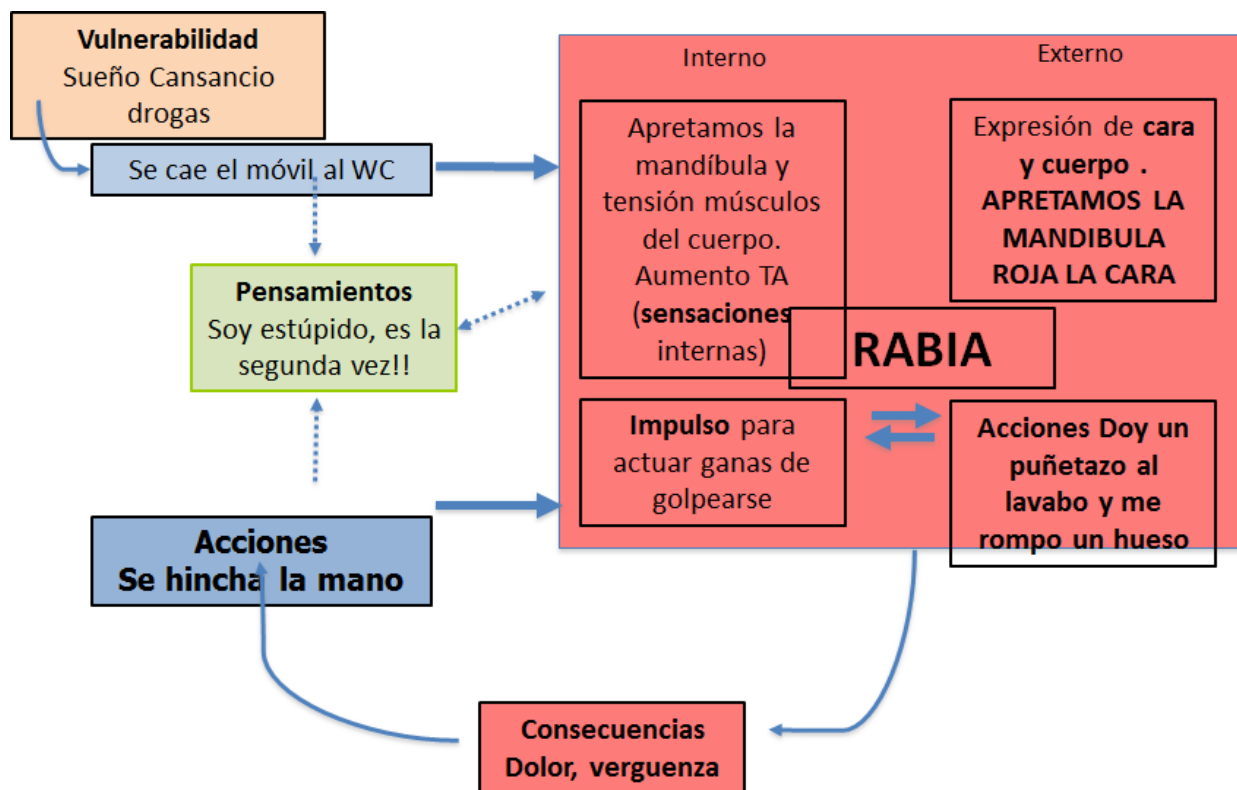 Vulnerabilidad
Sueño Cansancio
drogas
Se cae el móvil al WC
Pensamientos
Soy estúpido, es la
segunda vez!!
Acciones
Se hincha la mano
Interno
Externo
Apretamos la
mandíbula y
tensión músculos
del cuerpo.
Aumento TA
(sensaciones
internas)
Expresión de cara
y cuerpo .
APRETAMOS LA
MANDIBULA
ROJA LA CARA
RABIA
Impulso para
actuar ganas de
golpearse
Acciones Doy un
puñetazo al
lavabo y me
rompo un hueso
Consecuencias
Dolor, verguenza